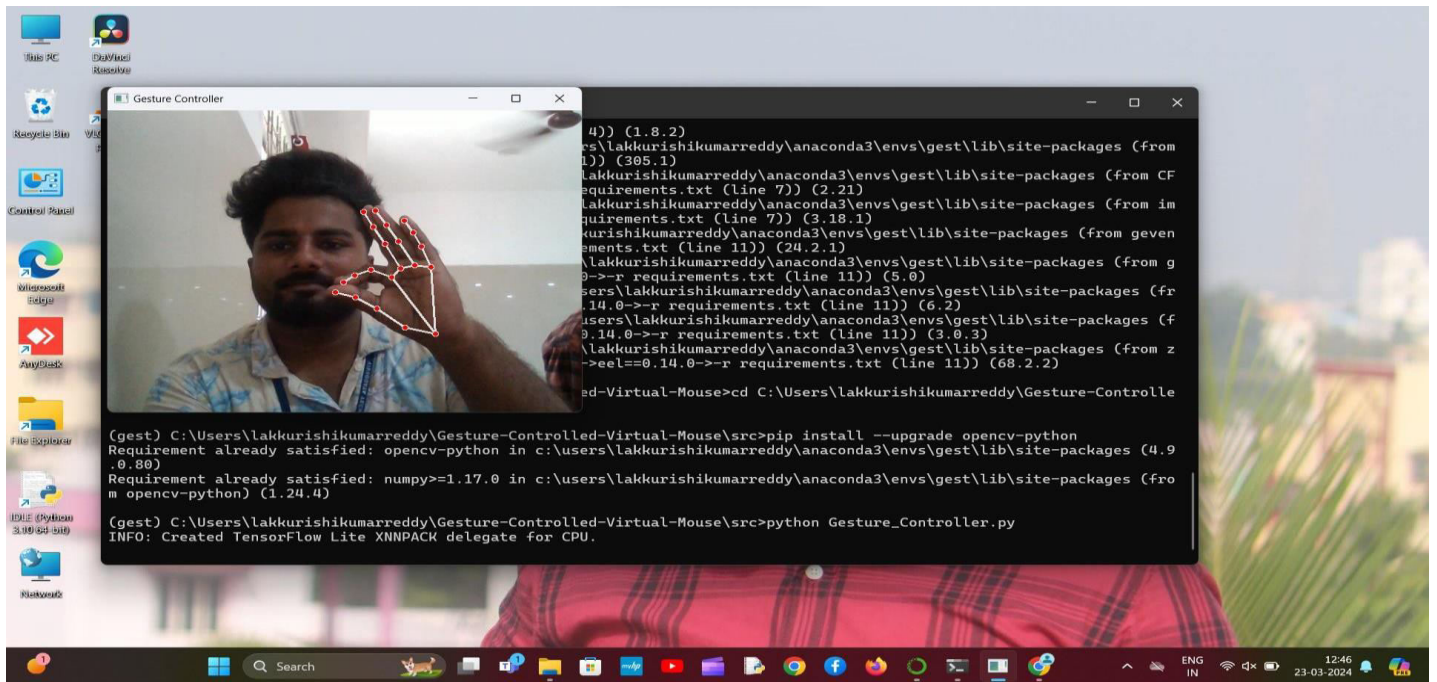 This PC
DaVinci
Resolve
Recycle Bin
Control Panel
Microsoft
Edge
AnyDesk
File Explorer
IDLE (Python
3.10 64-bit)
Network
Gesture Controller
4)) (1.8.2)
rs\lakkurishikumarreddy\anaconda3\envs\gest\lib\site-packages (from
1)) (305.1)
lakkurishikumarreddy\anaconda3\envs\gest\lib\site-packages (from CF
equirements.txt (line 7)) (2.21)
lakkurishikumarreddy\anaconda3\envs\gest\lib\site-packages (from im
quirements.txt (line 7)) (3.18.1)
kurishikumarreddy\anaconda3\envs\gest\lib\site-packages (from geven
ements.txt (line 11)) (24.2.1)
\lakkurishikumarreddy\anaconda3\envs\gest\lib\site-packages (from g
0->-r requirements.txt (line 11)) (5.0)
sers\lakkurishikumarreddy\anaconda3\envs\gest\lib\site-packages (fr
.14.0->-r requirements.txt (line 11)) (6.2)
users\lakkurishikumarreddy\anaconda3\envs\gest\lib\site-packages (f
0.14.0->-r requirements.txt (line 11)) (3.0.3)
\lakkurishikumarreddy\anaconda3\envs\gest\lib\site-packages (from z
->eel==0.14.0->-r requirements.txt (line 11)) (68.2.2)
ed-Virtual-Mouse>cd C:\Users\lakkurishikumarreddy\Gesture-Controlle
(gest) C:\Users\lakkurishikumarreddy\Gesture-Controlled-Virtual-Mouse\src>pip install --upgrade opencv-python
Requirement already satisfied: opencv-python in c:\users\lakkurishikumarreddy\anaconda3\envs\gest\lib\site-packages (4.9
.0.80)
Requirement already satisfied: numpy>=1.17.0 in c:\users\lakkurishikumarreddy\anaconda3\envs\gest\lib\site-packages (fro
m opencv-python) (1.24.4)
(gest) C:\Users\lakkurishikumarreddy\Gesture-Controlled-Virtual-Mouse\src>python Gesture_Controller.py
INFO: Created TensorFlow Lite XNNPACK delegate for CPU.
Search
ENG
IN
12:46
23-03-2024